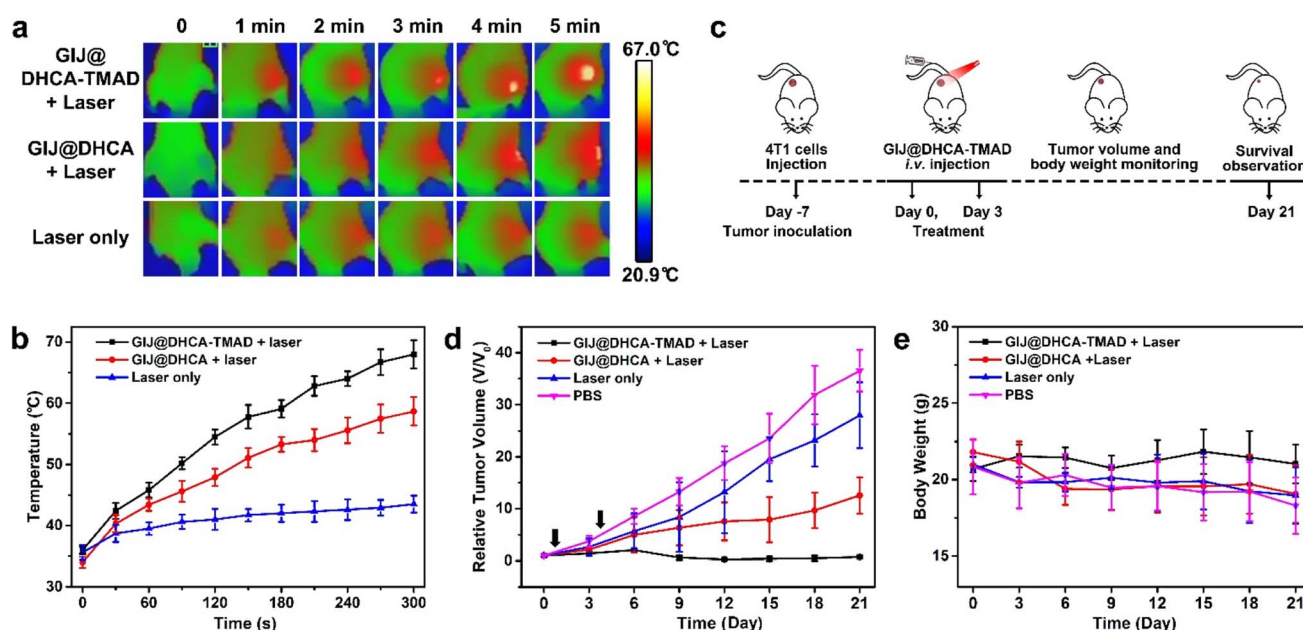 a
0 1 min 2 min 3 min 4 min 5 min
GIJ@
DHCA-TMAD
+ Laser
GIJ@DHCA
+ Laser
Laser only
67.0℃
20.9℃
c
4T1 cells
Injection
GIJ@DHCA-TMAD
i.v. injection
Tumor volume and
body weight monitoring
Survival
observation
Day -7
Tumor inoculation
Day 0, Day 3
Treatment
Day 21
b
GIJ@DHCA-TMAD + laser
GIJ@DHCA + laser
Laser only
Temperature (℃)
70
60
50
40
30
0 60 120 180 240 300
Time (s)
d
GIJ@DHCA-TMAD + Laser
GIJ@DHCA + Laser
Laser only
PBS
Relative Tumor Volume (V/V₀)
40
30
20
10
0
0 3 6 9 12 15 18 21
Time (Day)
e
GIJ@DHCA-TMAD + Laser
GIJ@DHCA +Laser
Laser only
PBS
Body Weight (g)
30
25
20
15
0 3 6 9 12 15 18 21
Time (Day)